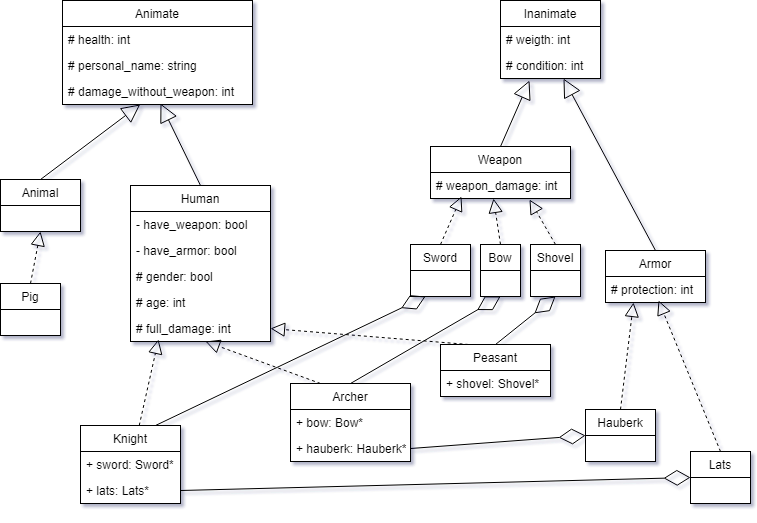 Animate
# health: int
# personal_name: string
# damage_without_weapon: int
Inanimate
# weigth: int
# condition: int
Animal
Human
- have_weapon: bool
- have_armor: bool
# gender: bool
# age: int
# full_damage: int
Weapon
# weapon_damage: int
Pig
Sword
Bow
Shovel
Armor
# protection: int
Peasant
+ shovel: Shovel*
Archer
+ bow: Bow*
+ hauberk: Hauberk*
Hauberk
Knight
+ sword: Sword*
+ lats: Lats*
Lats